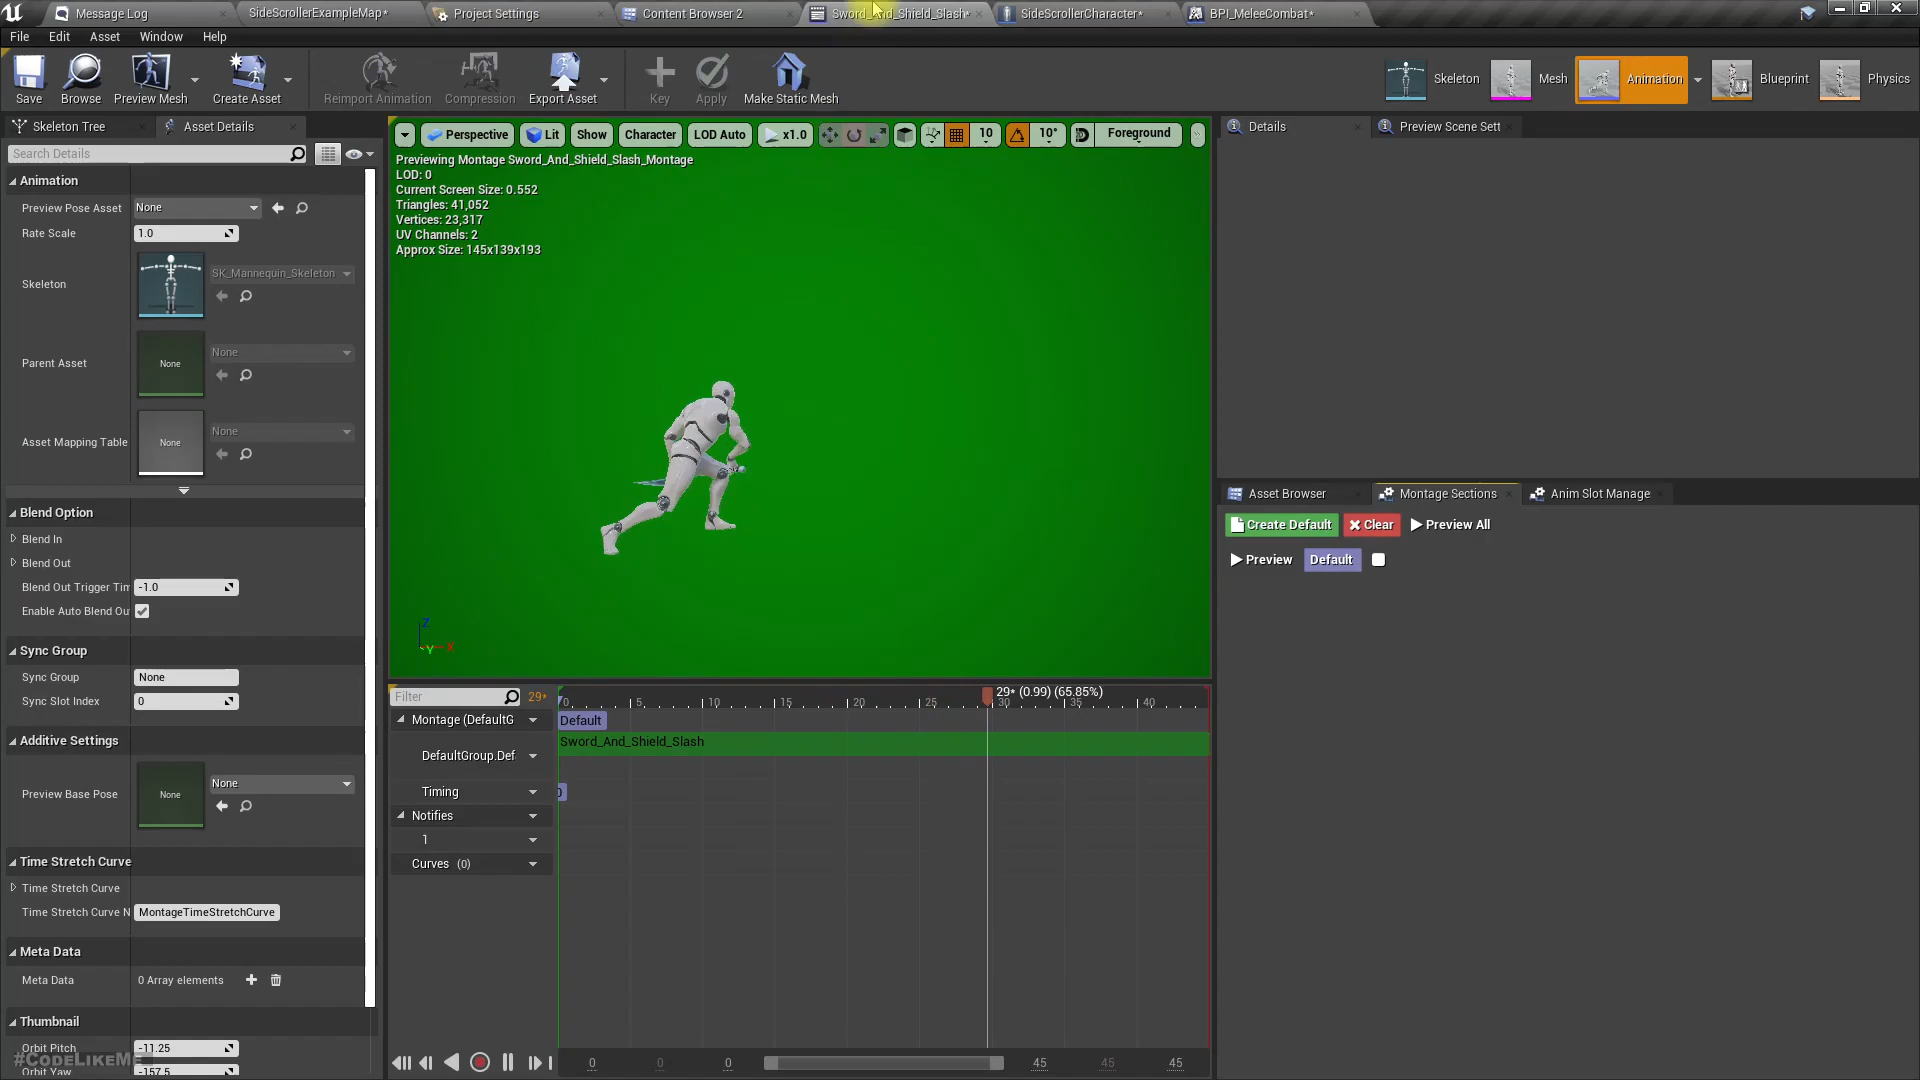 Message Log
SideScrollerExampleMap*
Project Settings
Content Browser 2
Sword_And_Shield_Slash*
SideScrollerCharacter*
BPI_MeleeCombat*
File
Edit
Asset
Window
Help
Save
Browse
Preview Mesh
Create Asset
Reimport Animation
Compression
Export Asset
Key
Apply
Make Static Mesh
Skeleton
Mesh
Animation
Blueprint
Physics
Skeleton Tree
Asset Details
Search Details
Animation
Preview Pose Asset
None
Rate Scale
1.0
Skeleton
SK_Mannequin_Skeleton
Parent Asset
None
None
Asset Mapping Table
None
None
Blend Option
Blend In
Blend Out
Blend Out Trigger Tim
-1.0
Enable Auto Blend Ou
Sync Group
Sync Group
None
Sync Slot Index
0
Additive Settings
Preview Base Pose
None
None
Time Stretch Curve
Time Stretch Curve
Time Stretch Curve N
MontageTimeStretchCurve
Meta Data
Meta Data
0 Array elements
Thumbnail
Orbit Pitch
-11.25
#CodeLikeMe
Orbit Yaw
-157.5
Perspective
Lit
Show
Character
LOD Auto
x1.0
10
10°
Foreground
Previewing Montage Sword_And_Shield_Slash_Montage
LOD: 0
Current Screen Size: 0.552
Triangles: 41,052
Vertices: 23,317
UV Channels: 2
Approx Size: 145x139x193
Z
Y
X
Filter
29*
0
5
10
15
20
25
30
35
40
29* (0.99) (65.85%)
Montage (DefaultG
Default
Sword_And_Shield_Slash
DefaultGroup.Def
Timing
Notifies
1
Curves (0)
0
0
0
45
45
45
Details
Preview Scene Sett
Asset Browser
Montage Sections
Anim Slot Manage
Create Default
Clear
Preview All
Preview
Default